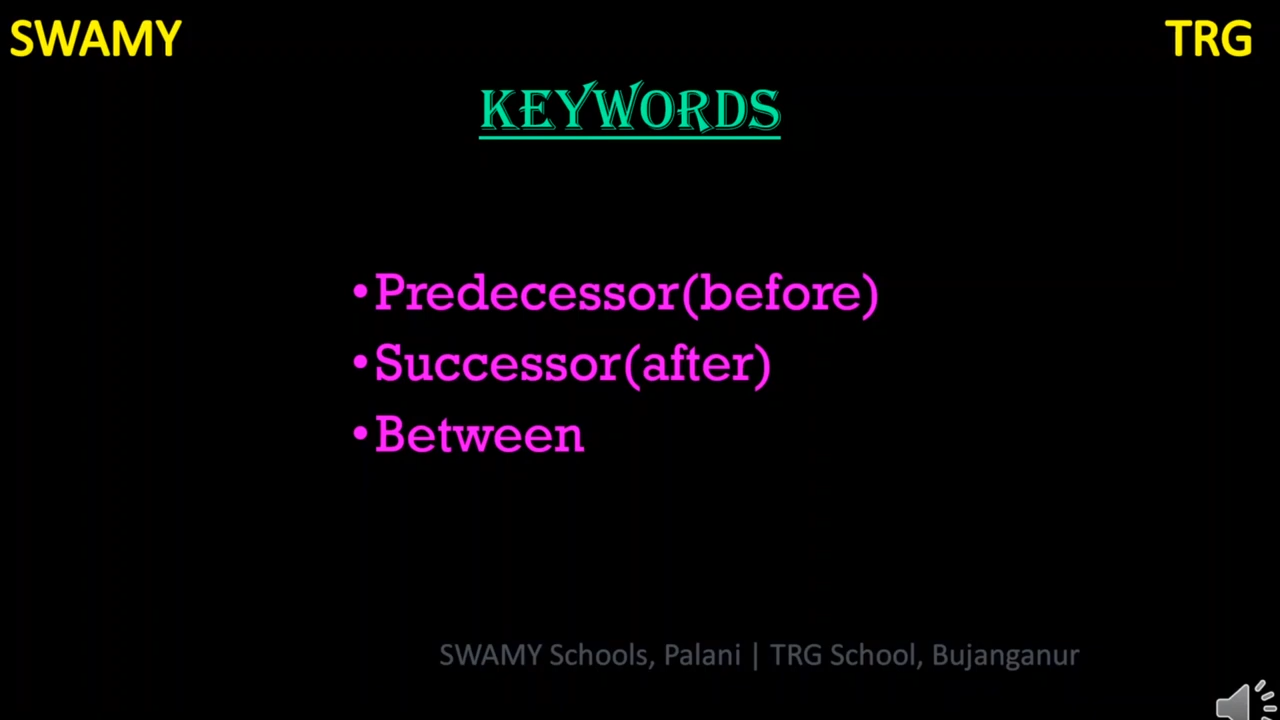 SWAMY
TRG
KEYWORDS
•Predecessor(before)
•Successor(after)
•Between
SWAMY Schools, Palani | TRG School, Bujanganur